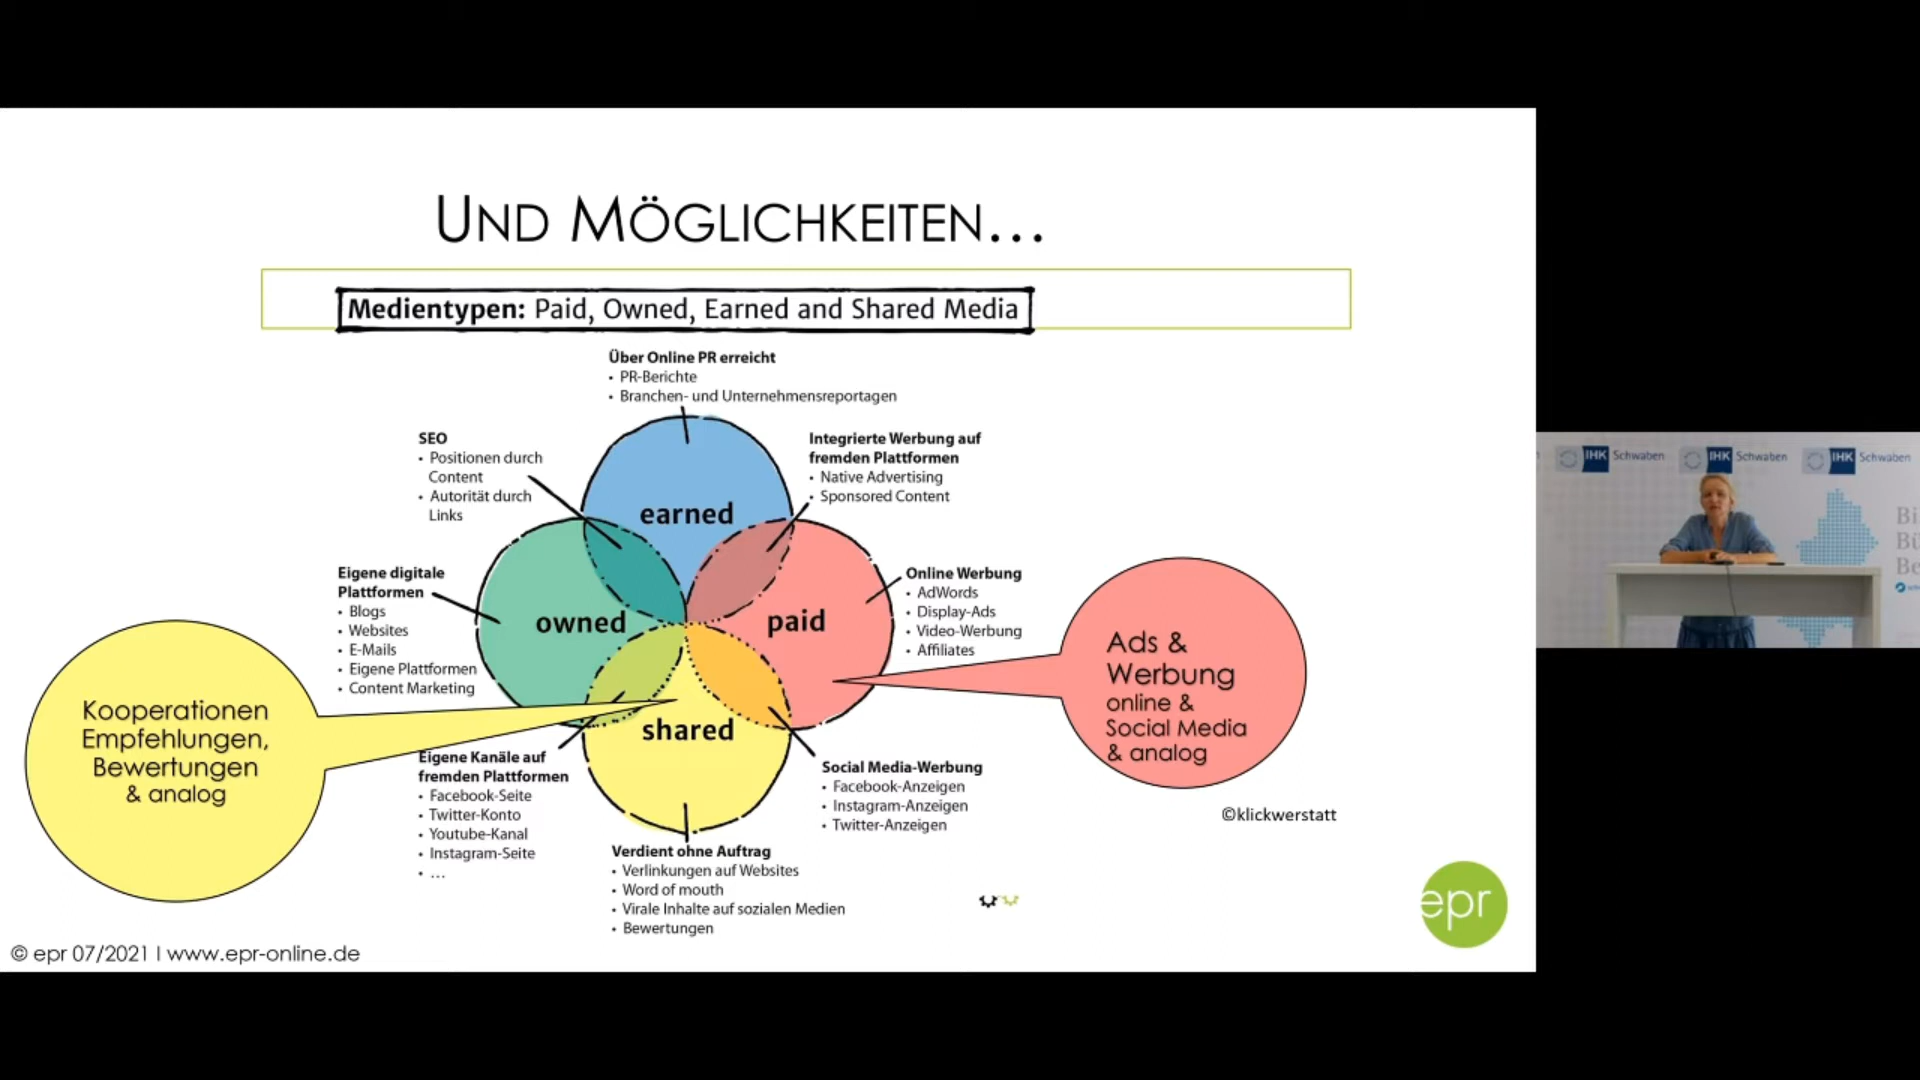 UND MÖGLICHKEITEN...
Medientypen: Paid, Owned, Earned and Shared Media
Über Online PR erreicht
• PR-Berichte
• Branchen- und Unternehmensreportagen
SEO
• Positionen durch
Content
• Autorität durch
Links
Integrierte Werbung auf
fremden Plattformen
• Native Advertising
• Sponsored Content
earned
Eigene digitale
Plattformen
• Blogs
• Websites
• E-Mails
• Eigene Plattformen
• Content Marketing
owned
paid
Online Werbung
• AdWords
• Display-Ads
• Video-Werbung
• Affiliates
Ads &
Werbung
online &
Social Media
& analog
Kooperationen
Empfehlungen,
Bewertungen
& analog
shared
Eigene Kanäle auf
fremden Plattformen
• Facebook-Seite
• Twitter-Konto
• Youtube-Kanal
• Instagram-Seite
• ...
Social Media-Werbung
• Facebook-Anzeigen
• Instagram-Anzeigen
• Twitter-Anzeigen
Verdient ohne Auftrag
• Verlinkungen auf Websites
• Word of mouth
• Virale Inhalte auf sozialen Medien
• Bewertungen
©klickwerstatt
epr
© epr 07/2021 I www.epr-online.de
IHK Schwaben
IHK Schwaben
IHK Schwaben
Bi
Bü
Be